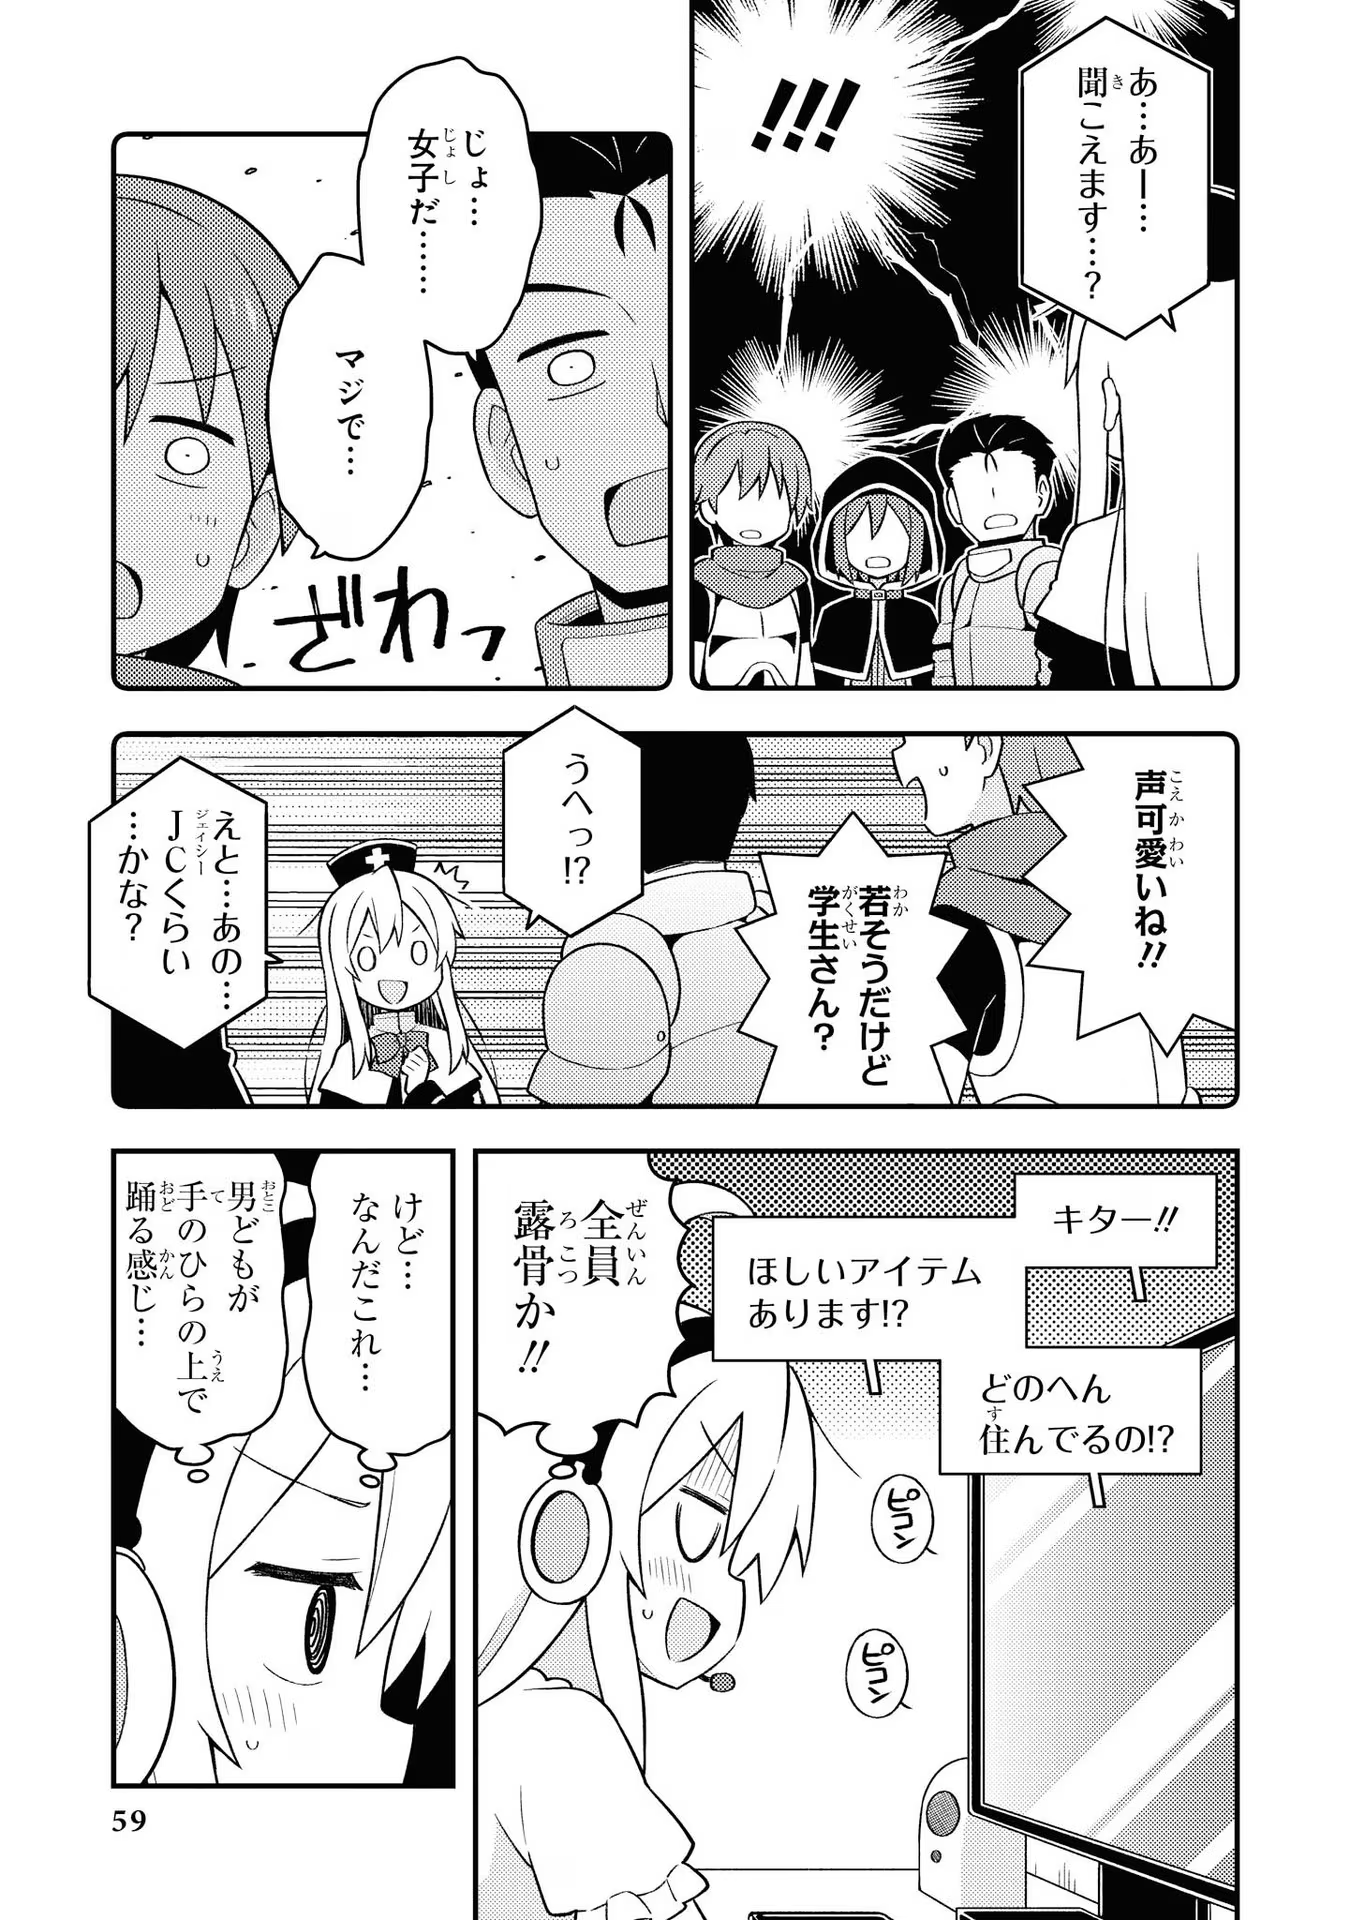 あ…あー…
聞こえます…?
!!!
じょ…
女子だ……
マジで…
ざわっ
声可愛いね!!
若そうだけど
学生さん?
うへっ!?
えと…あの…
JCくらい
…かな?
キター!!
ほしいアイテム
あります!?
どのへん
住んでるの!?
全員
露骨か!!
ピコン
ピコン
けど…
なんだこれ…
男どもが
手のひらの上で
踊る感じ…
59